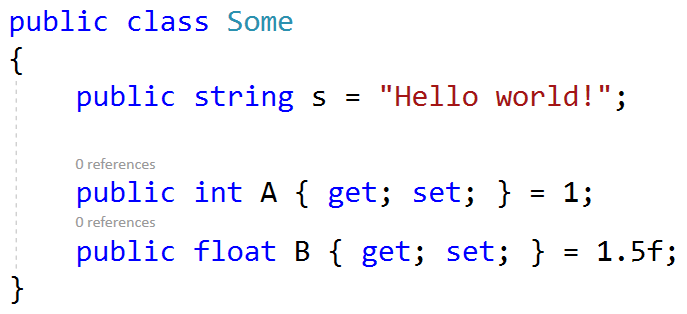 public class Some
{
public string s = "Hello world!";
0 references
public int A { get; set; } = 1;
0 references
public float B { get; set; } = 1.5f;
}